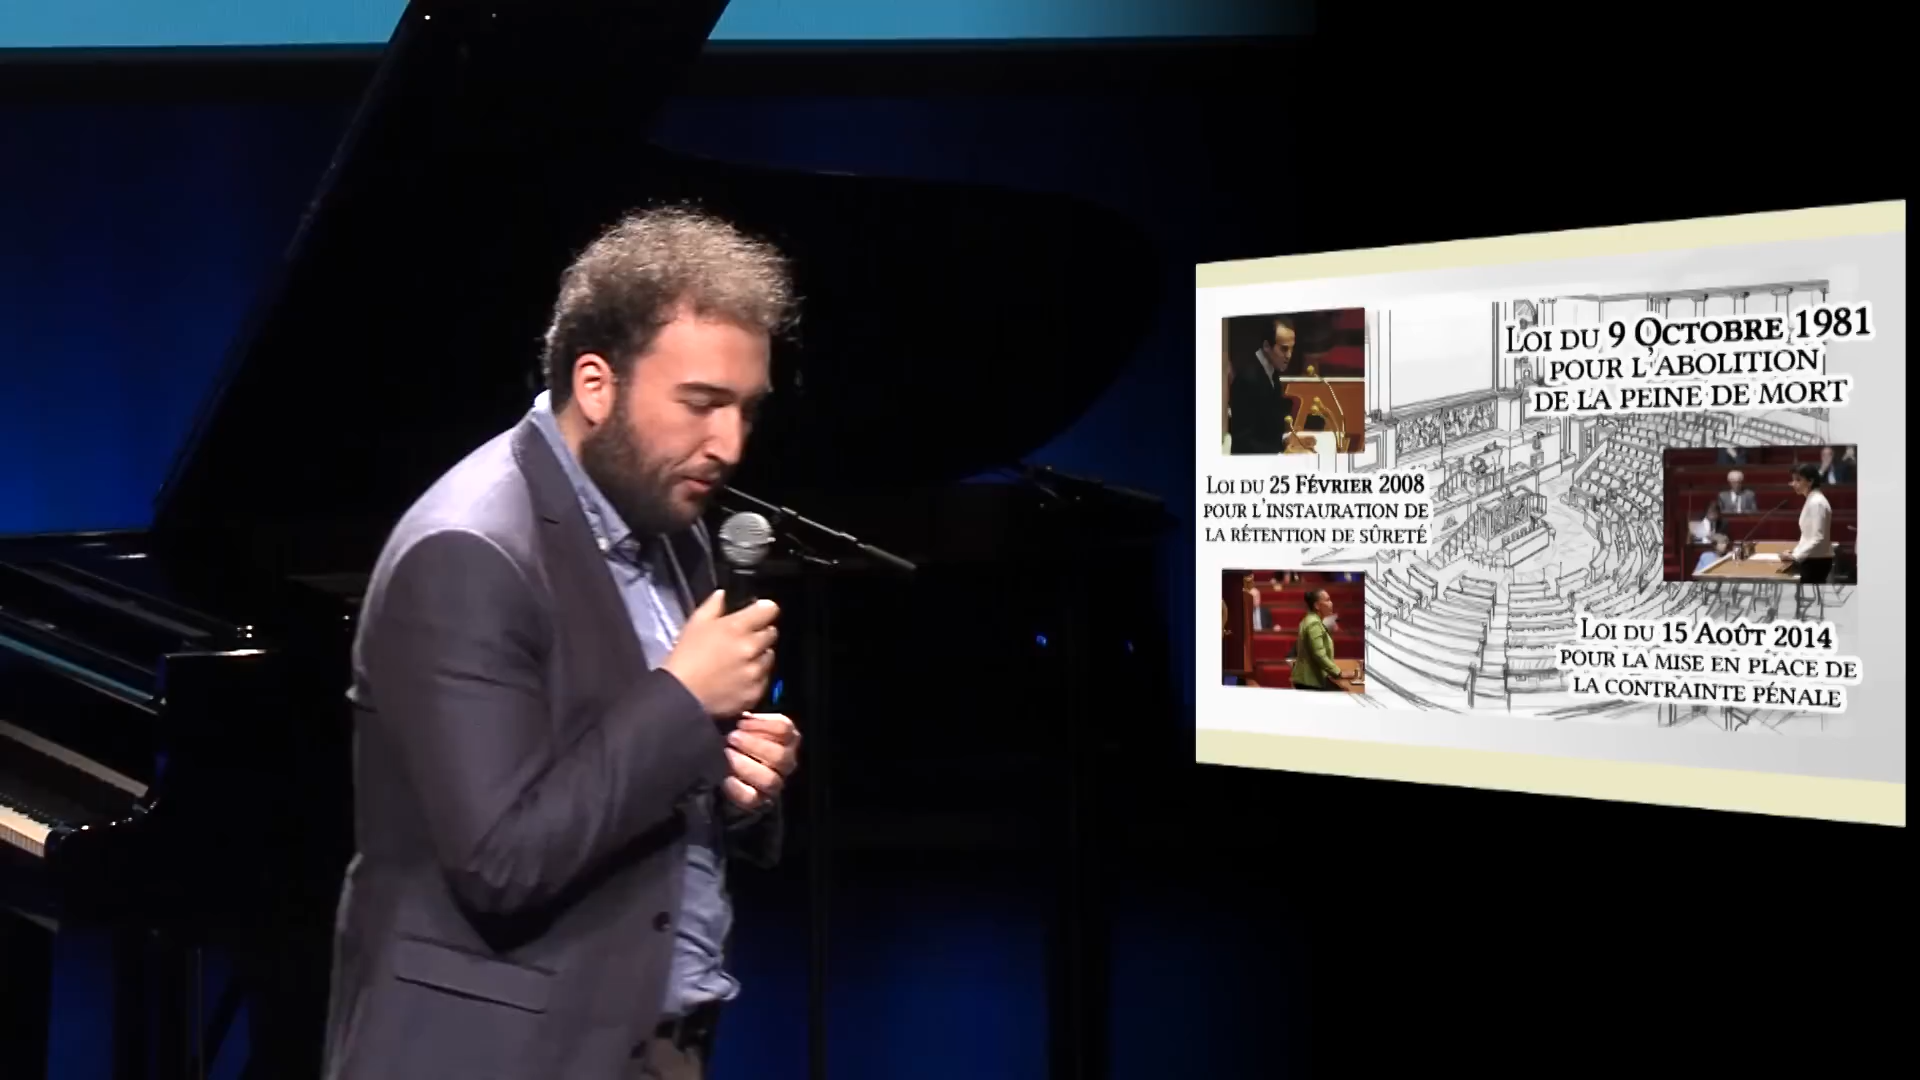 LOI DU 9 OCTOBRE 1981
POUR L'ABOLITION
DE LA PEINE DE MORT
LOI DU 25 FÉVRIER 2008
POUR L'INSTAURATION DE
LA RÉTENTION DE SÛRETÉ
LOI DU 15 AOÛT 2014
POUR LA MISE EN PLACE DE
LA CONTRAINTE PÉNALE